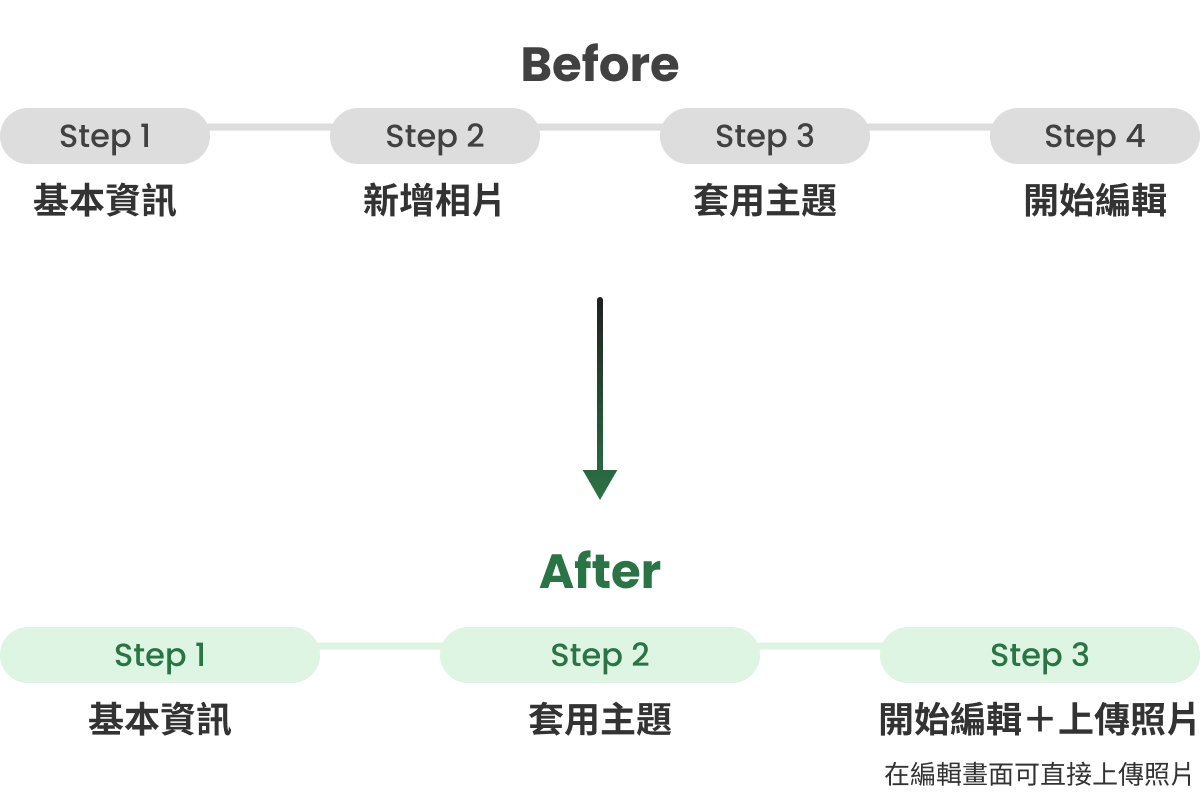 Before
Step 1
Step 2
Step 3
Step 4
基本資訊
新增相片
套用主題
開始編輯
After
Step 1
Step 2
Step 3
基本資訊
套用主題
開始編輯＋上傳照片
在編輯畫面可直接上傳照片